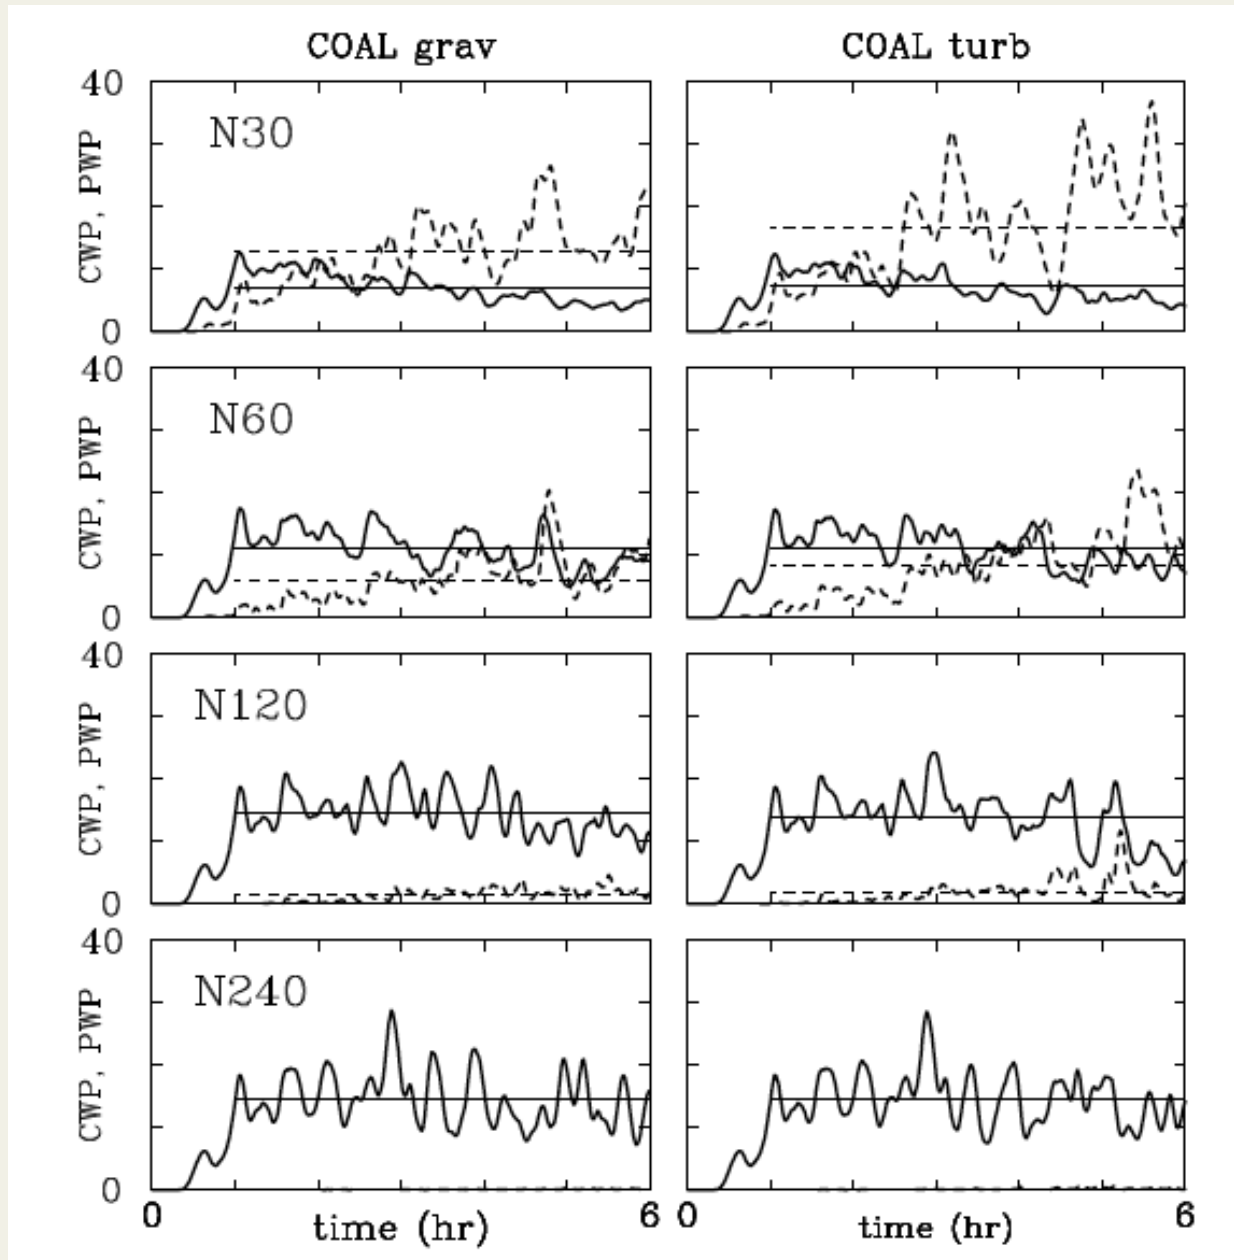 COAL grav COAL turb
40
N30
CWP, PWP
0
40
N60
CWP, PWP
0
40
N120
CWP, PWP
0
40
N240
CWP, PWP
0
0 time (hr) 6 0 time (hr) 6